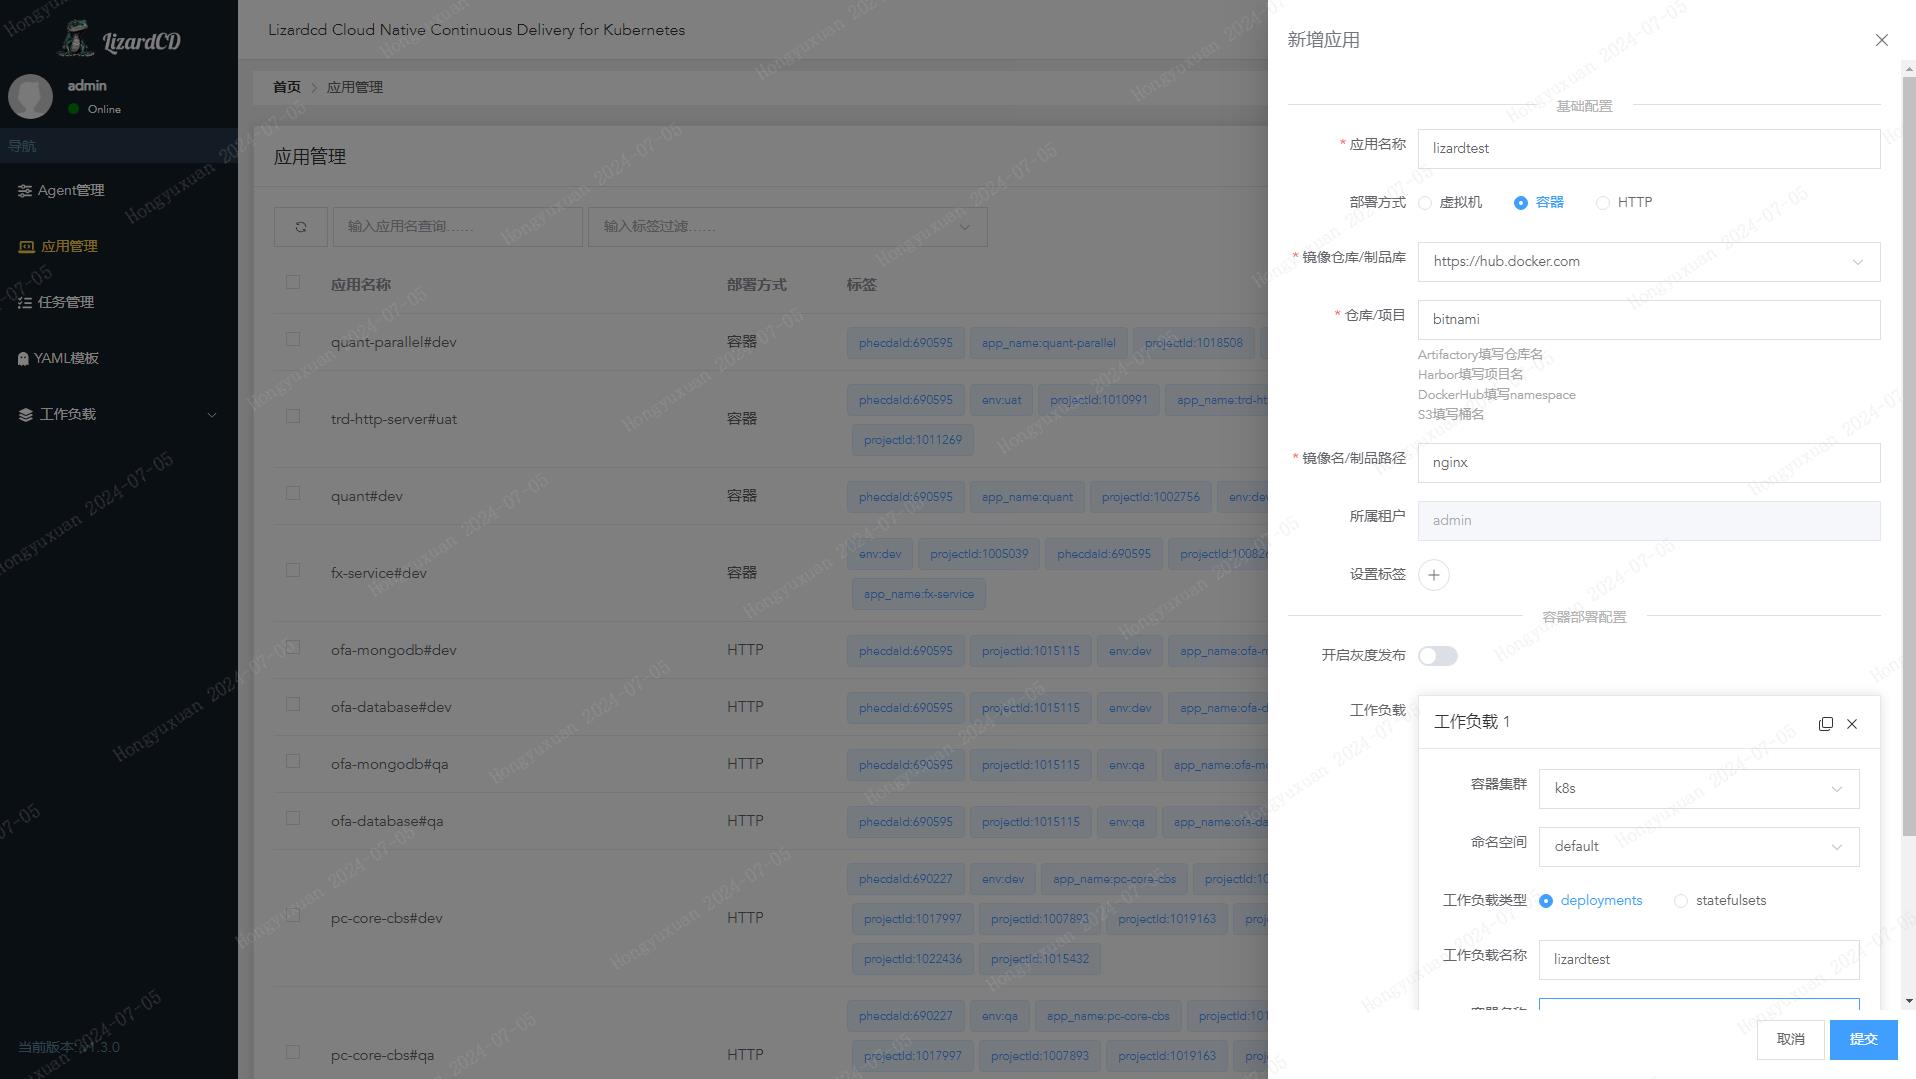 LizardCD
admin
Online
导航
Agent管理
应用管理
任务管理
YAML模板
工作负载
当前版本: v1.3.0
Lizardcd Cloud Native Continuous Delivery for Kubernetes
首页 > 应用管理
应用管理
输入应用名查询...... 输入标签过滤......
应用名称 部署方式 标签
quant-parallel#dev 容器 phecdaId:690595 app_name:quant-parallel projectId:1018508
trd-http-server#uat 容器 phecdaId:690595 env:uat projectId:1010991 app_name:trd-ht
projectId:1011269
quant#dev 容器 phecdaId:690595 app_name:quant projectId:1002756 env:dev
fx-service#dev 容器 env:dev projectId:1005039 phecdaId:690595 projectId:10082
app_name:fx-service
ofa-mongodb#dev HTTP phecdaId:690595 projectId:1015115 env:dev app_name:ofa-m
ofa-database#dev HTTP phecdaId:690595 projectId:1015115 env:dev app_name:ofa-d
ofa-mongodb#qa HTTP phecdaId:690595 projectId:1015115 env:qa app_name:ofa-mo
ofa-database#qa HTTP phecdaId:690595 projectId:1015115 env:qa app_name:ofa-da
pc-core-cbs#dev HTTP phecdaId:690227 env:dev app_name:pc-core-cbs projectId:10
projectId:1017997 projectId:1007893 projectId:1019163 proj
projectId:1022436 projectId:1015432
pc-core-cbs#qa HTTP phecdaId:690227 env:qa app_name:pc-core-cbs projectId:101
projectId:1017997 projectId:1007893 projectId:1019163 proj
新增应用
基础配置
* 应用名称 lizardtest
部署方式 虚拟机 容器 HTTP
* 镜像仓库/制品库 https://hub.docker.com
* 仓库/项目 bitnami
Artifactory填写仓库名
Harbor填写项目名
DockerHub填写namespace
S3填写桶名
* 镜像名/制品路径 nginx
所属租户 admin
设置标签
容器部署配置
开启灰度发布
工作负载 工作负载 1
容器集群 k8s
命名空间 default
工作负载类型 deployments statefulsets
工作负载名称 lizardtest
容器名称
取消 提交
Hongyuxuan 2024-07-05